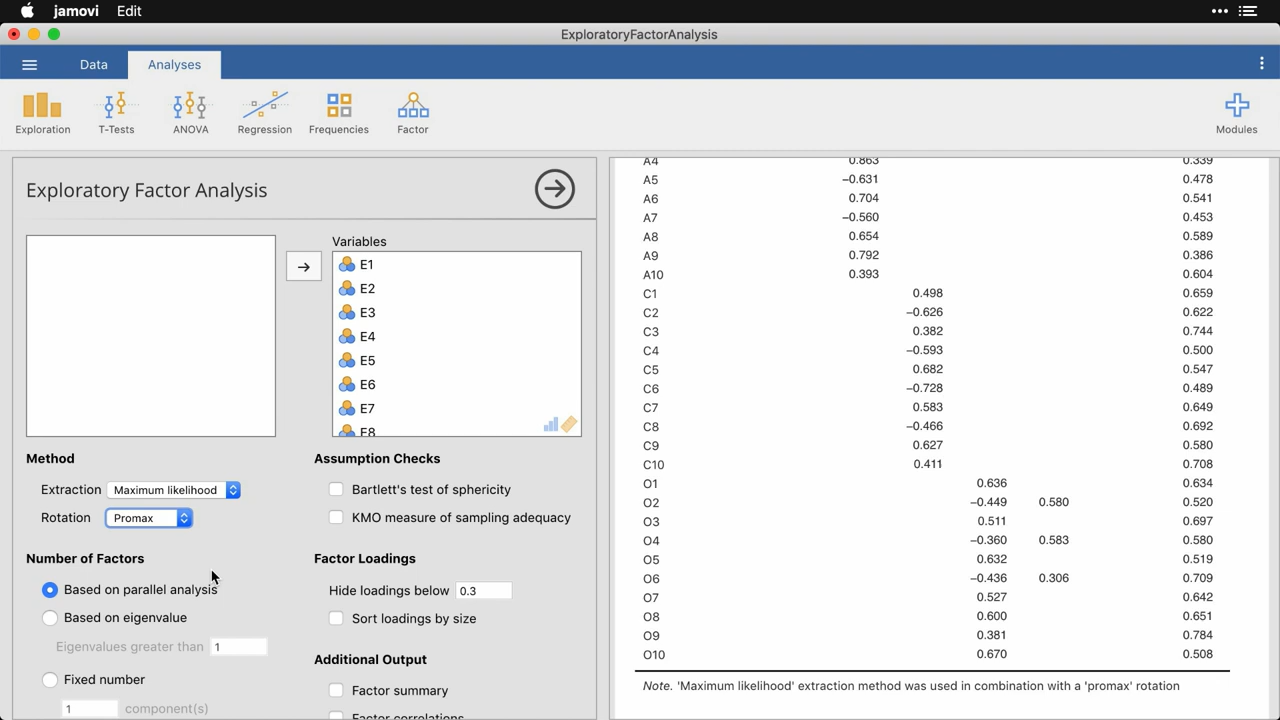 jamovi Edit
ExploratoryFactorAnalysis
Data Analyses
Exploration T-Tests ANOVA Regression Frequencies Factor Modules
Exploratory Factor Analysis
Variables
E1
E2
E3
E4
E5
E6
E7
E8
Method
Extraction Maximum likelihood
Rotation Promax
Number of Factors
Based on parallel analysis
Based on eigenvalue
Eigenvalues greater than 1
Fixed number
1 component(s)
Assumption Checks
Bartlett's test of sphericity
KMO measure of sampling adequacy
Factor Loadings
Hide loadings below 0.3
Sort loadings by size
Additional Output
Factor summary
Factor correlations
A4 0.863 0.339
A5 −0.631 0.478
A6 0.704 0.541
A7 −0.560 0.453
A8 0.654 0.589
A9 0.792 0.386
A10 0.393 0.604
C1 0.498 0.659
C2 −0.626 0.622
C3 0.382 0.744
C4 −0.593 0.500
C5 0.682 0.547
C6 −0.728 0.489
C7 0.583 0.649
C8 −0.466 0.692
C9 0.627 0.580
C10 0.411 0.708
O1 0.636 0.634
O2 −0.449 0.580 0.520
O3 0.511 0.697
O4 −0.360 0.583 0.580
O5 0.632 0.519
O6 −0.436 0.306 0.709
O7 0.527 0.642
O8 0.600 0.651
O9 0.381 0.784
O10 0.670 0.508
Note. 'Maximum likelihood' extraction method was used in combination with a 'promax' rotation